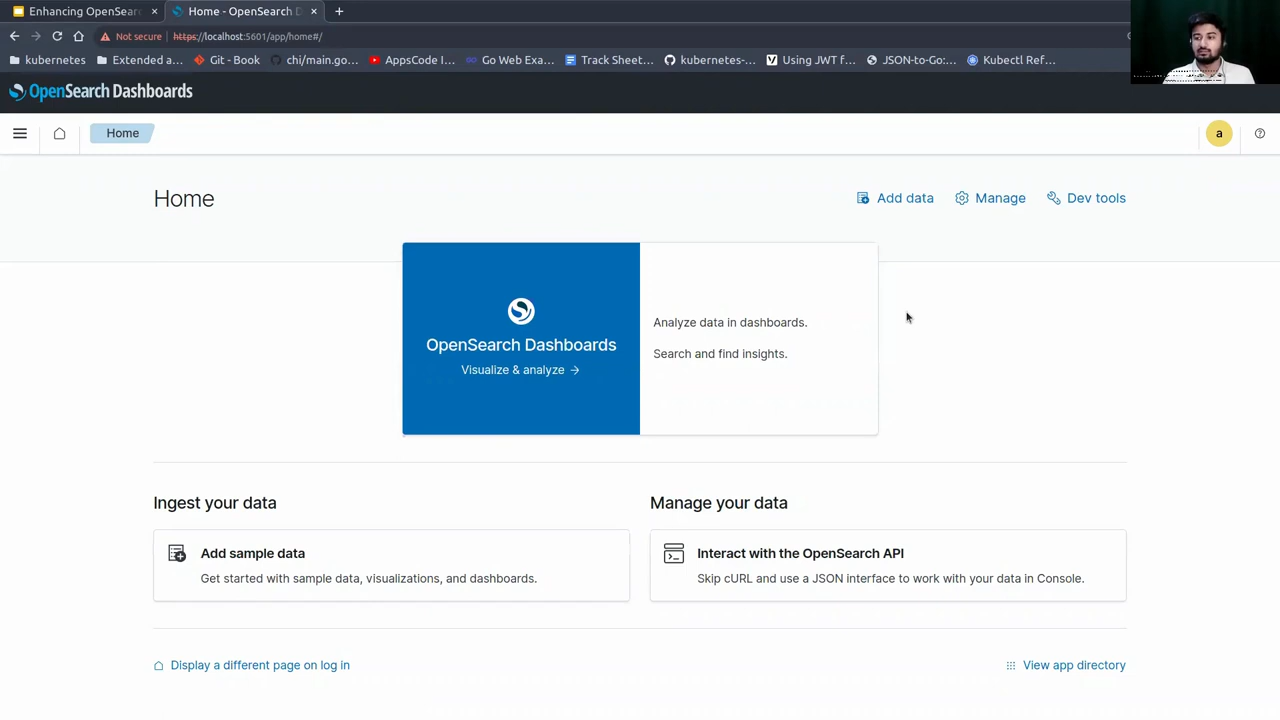 Enhancing OpenSear
Home - OpenSearch D
Not secure
https://localhost:5601/app/home#/
kubernetes
Extended a...
Git - Book
chi/main.go...
AppsCode I...
Go Web Exa...
Track Sheet...
kubernetes-...
Using JWT f...
JSON-to-Go:...
Kubectl Ref...
OpenSearch Dashboards
Home
a
Home
Add data
Manage
Dev tools
OpenSearch Dashboards
Visualize & analyze →
Analyze data in dashboards.
Search and find insights.
Ingest your data
Manage your data
Add sample data
Get started with sample data, visualizations, and dashboards.
Interact with the OpenSearch API
Skip cURL and use a JSON interface to work with your data in Console.
Display a different page on log in
View app directory